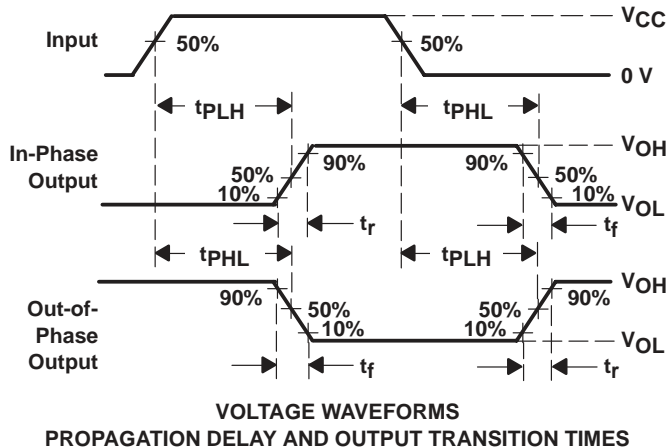 Input
50%
50%
VCC
0 V
tPLH
tPHL
In-Phase
Output
50%
10%
90%
90%
50%
10%
VOH
VOL
tr
tf
tPHL
tPLH
Out-of-
Phase
Output
90%
50%
10%
50%
10%
90%
VOH
VOL
tf
tr
VOLTAGE WAVEFORMS
PROPAGATION DELAY AND OUTPUT TRANSITION TIMES